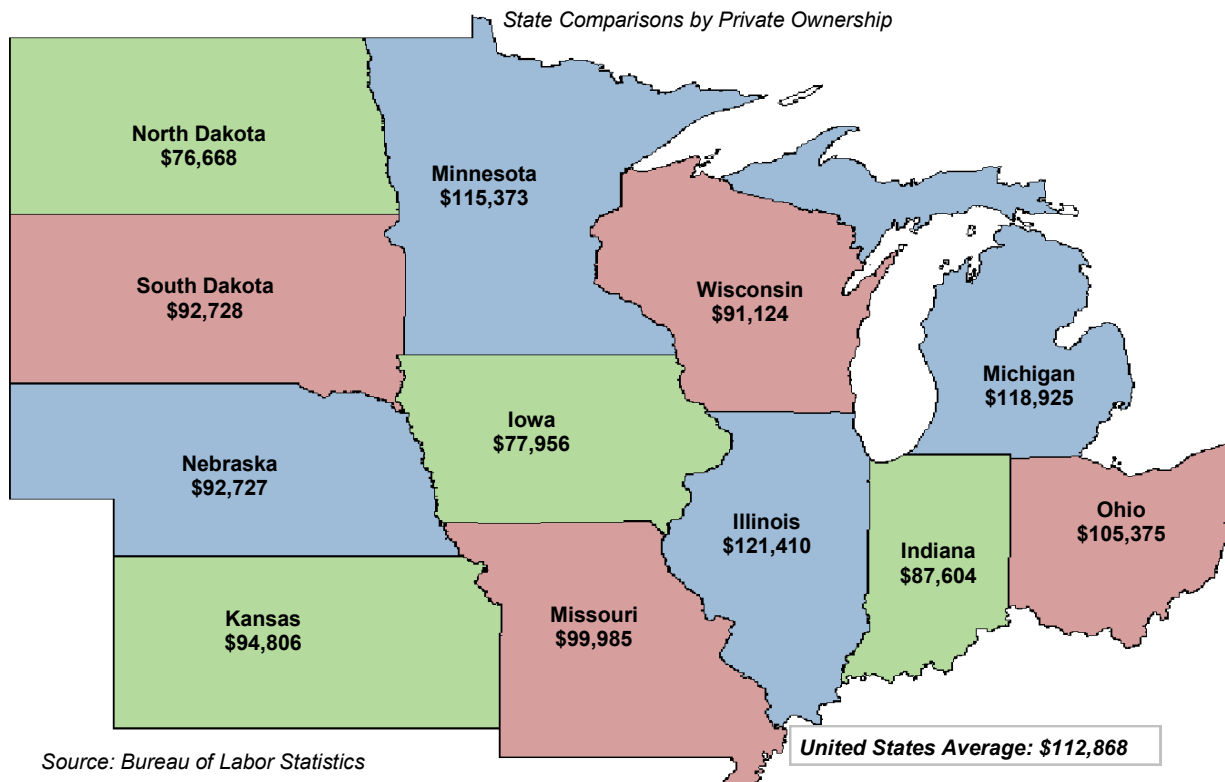 State Comparisons by Private Ownership
North Dakota
$76,668
Minnesota
$115,373
South Dakota
$92,728
Wisconsin
$91,124
Michigan
$118,925
Iowa
$77,956
Nebraska
$92,727
Illinois
$121,410
Ohio
$105,375
Indiana
$87,604
Kansas
$94,806
Missouri
$99,985
United States Average: $112,868
Source: Bureau of Labor Statistics